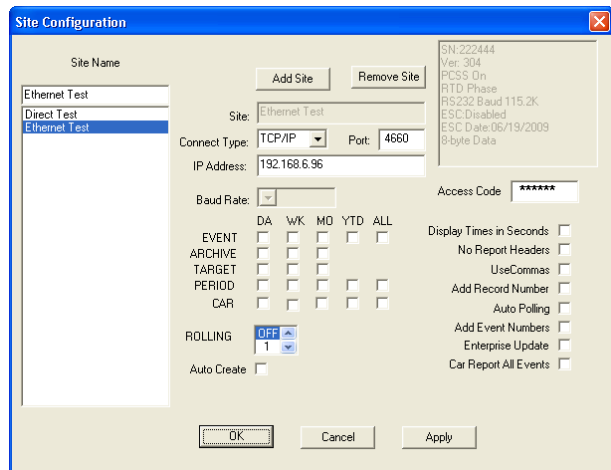 Site Configuration
Site Name
Ethernet Test
Direct Test
Ethernet Test
Add Site
Remove Site
Site: Ethernet Test
Connect Type: TCP/IP Port: 4660
IP Address: 192.168.6.96
Baud Rate:
DA WK MO YTD ALL
EVENT
ARCHIVE
TARGET
PERIOD
CAR
ROLLING OFF
1
Auto Create
SN:222444
Ver: 304
PCSS On
RTD Phase
RS232 Baud 115.2K
ESC:Disabled
ESC Date:06/19/2009
8-byte Data
Access Code ******
Display Times in Seconds
No Report Headers
UseCommas
Add Record Number
Auto Polling
Add Event Numbers
Enterprise Update
Car Report All Events
OK
Cancel
Apply